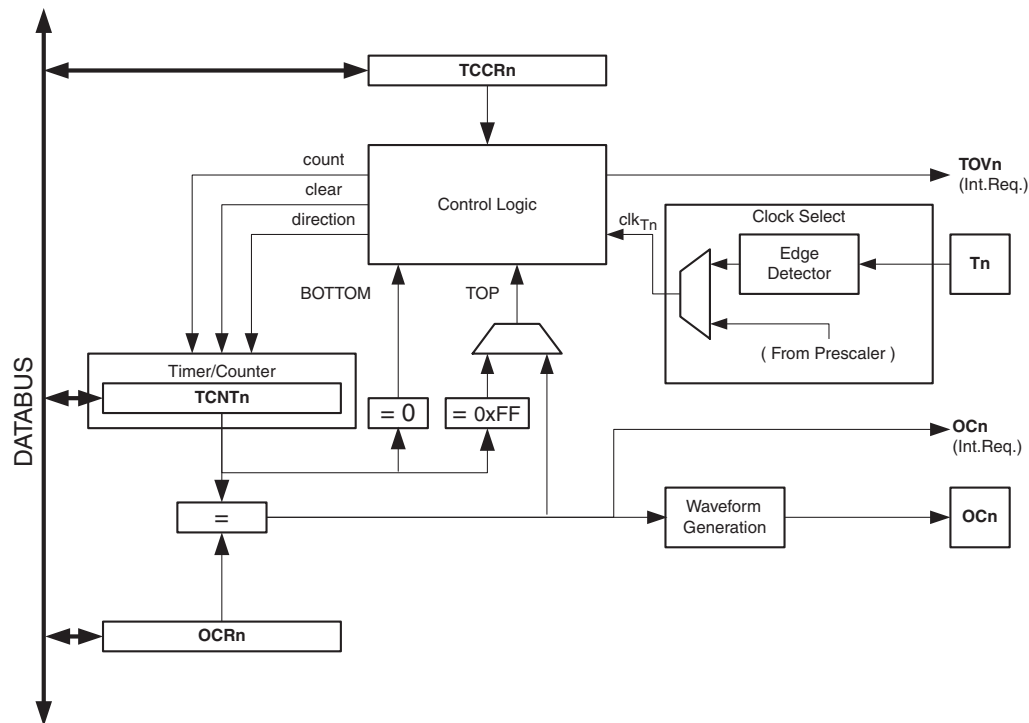 TCCRn
count
clear
direction
Control Logic
TOVn
(Int.Req.)
clkTn
Clock Select
Edge
Detector
Tn
( From Prescaler )
BOTTOM
TOP
Timer/Counter
TCNTn
= 0
= 0xFF
DATABUS
OCn
(Int.Req.)
=
Waveform
Generation
OCn
OCRn